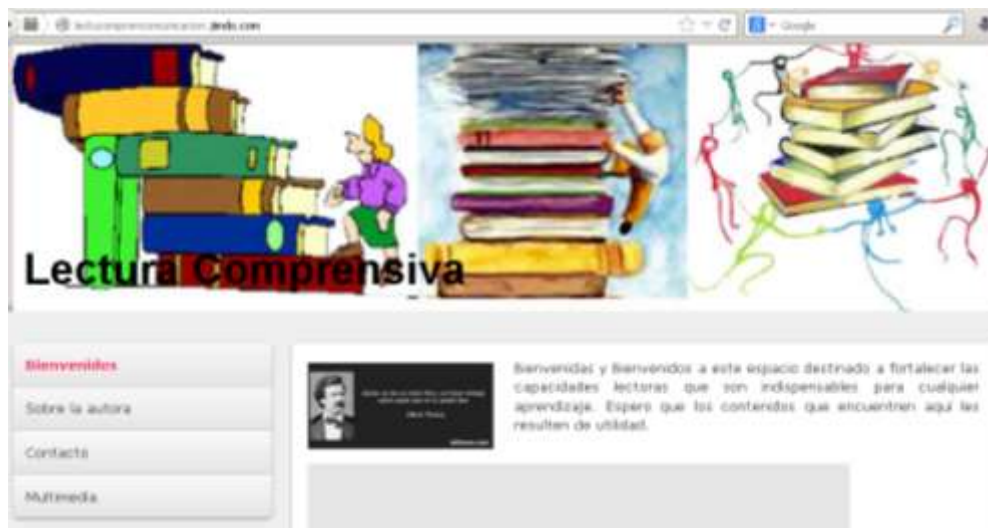 .jimdo.com
Google
Lectura Comprensiva
Bienvenidos
Sobre la autora
Contacto
Multimedia
Bienvenidas y Bienvenidos a este espacio destinado a fortalecer las
capacidades lectoras que son indispensables para cualquier
aprendizaje. Espero que los contenidos que encuentren aquí les
resulten de utilidad.